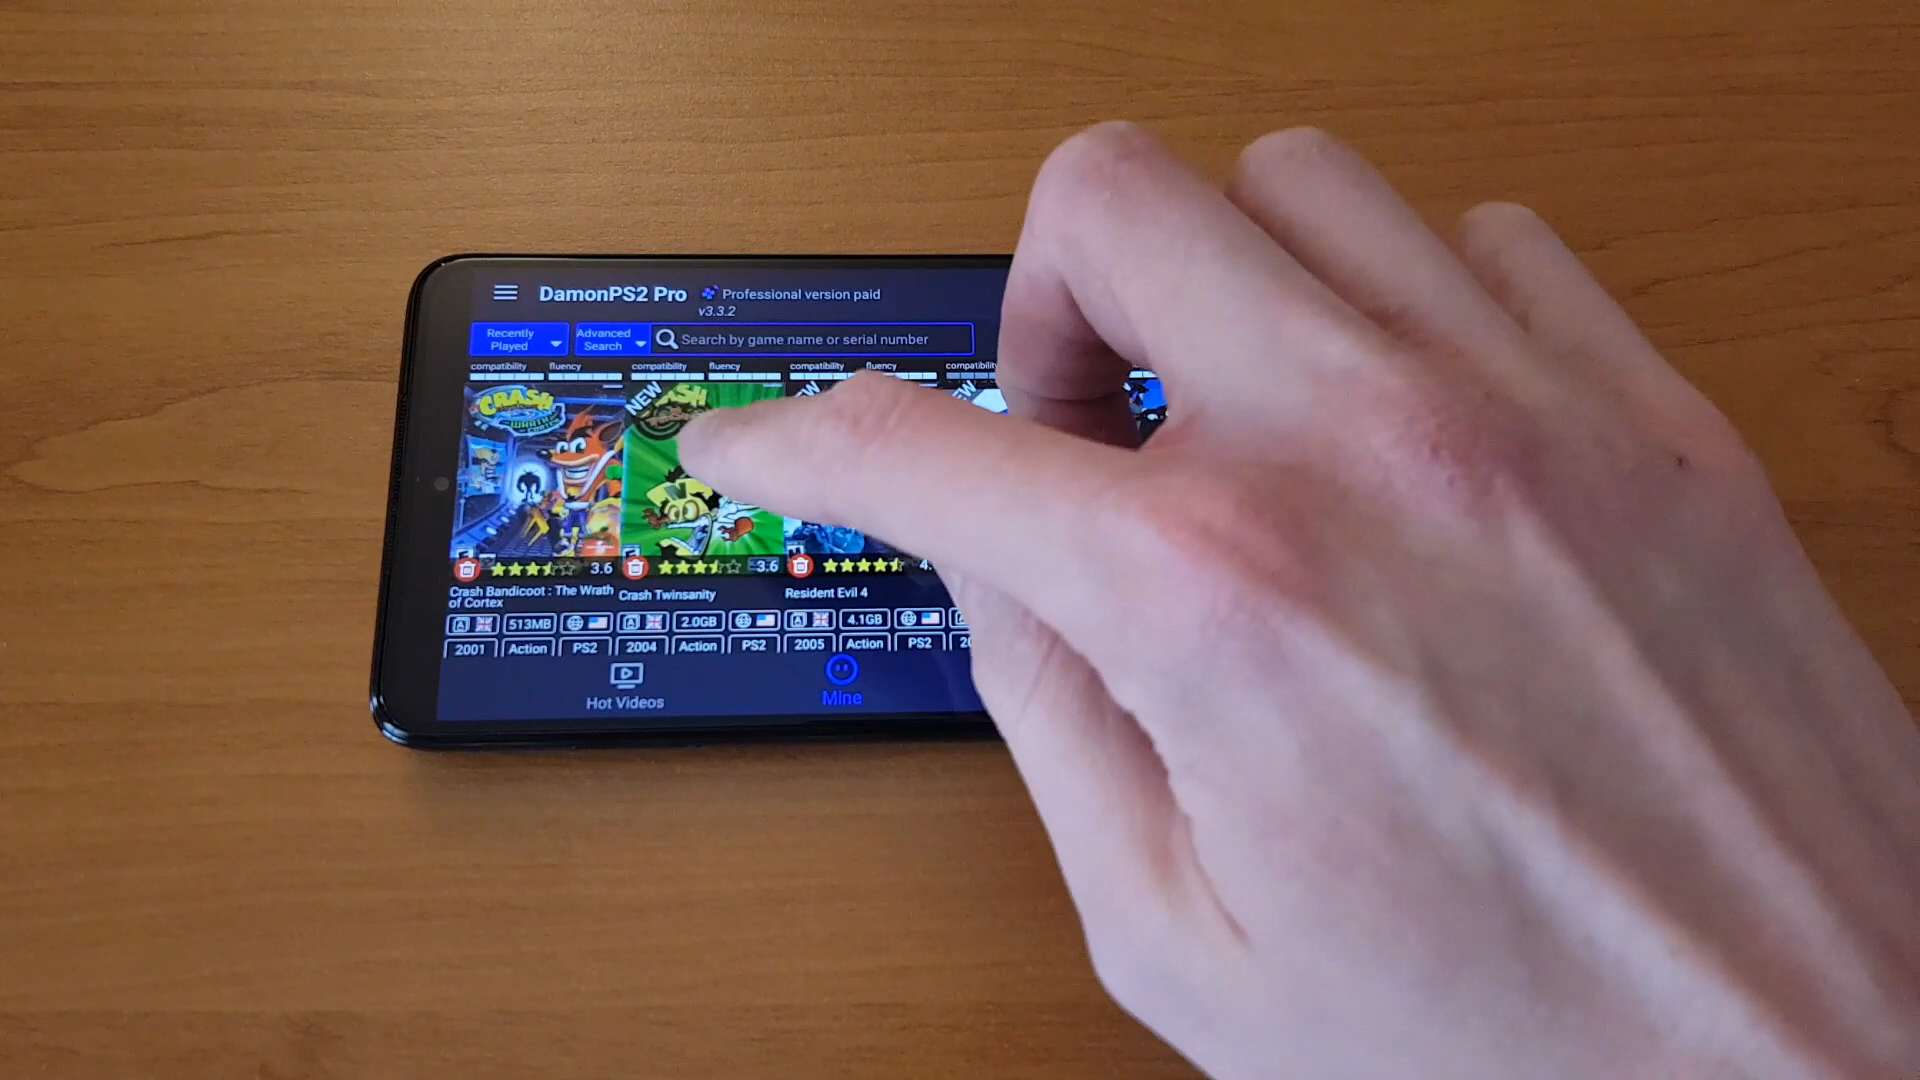 DamonPS2 Pro Professional version paid
v3.3.2
Recently Played
Advanced Search
Search by game name or serial number
compatibility fluency compatibility fluency compatibility fluency
CRASH
NEW
3.6 3.6
Crash Bandicoot : The Wrath of Cortex
Crash Twinsanity
Resident Evil 4
513MB 2.0GB 4.1GB
2001 Action PS2 2004 Action PS2 2005 Action PS2
Hot Videos Mine